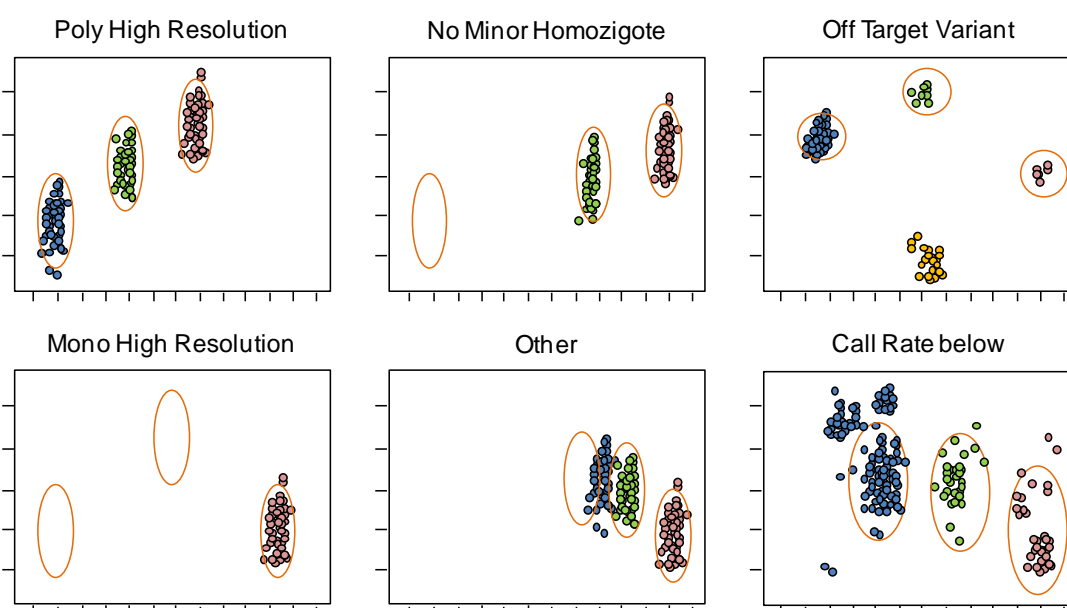 Poly High Resolution
No Minor Homozigote
Off Target Variant
Mono High Resolution
Other
Call Rate below